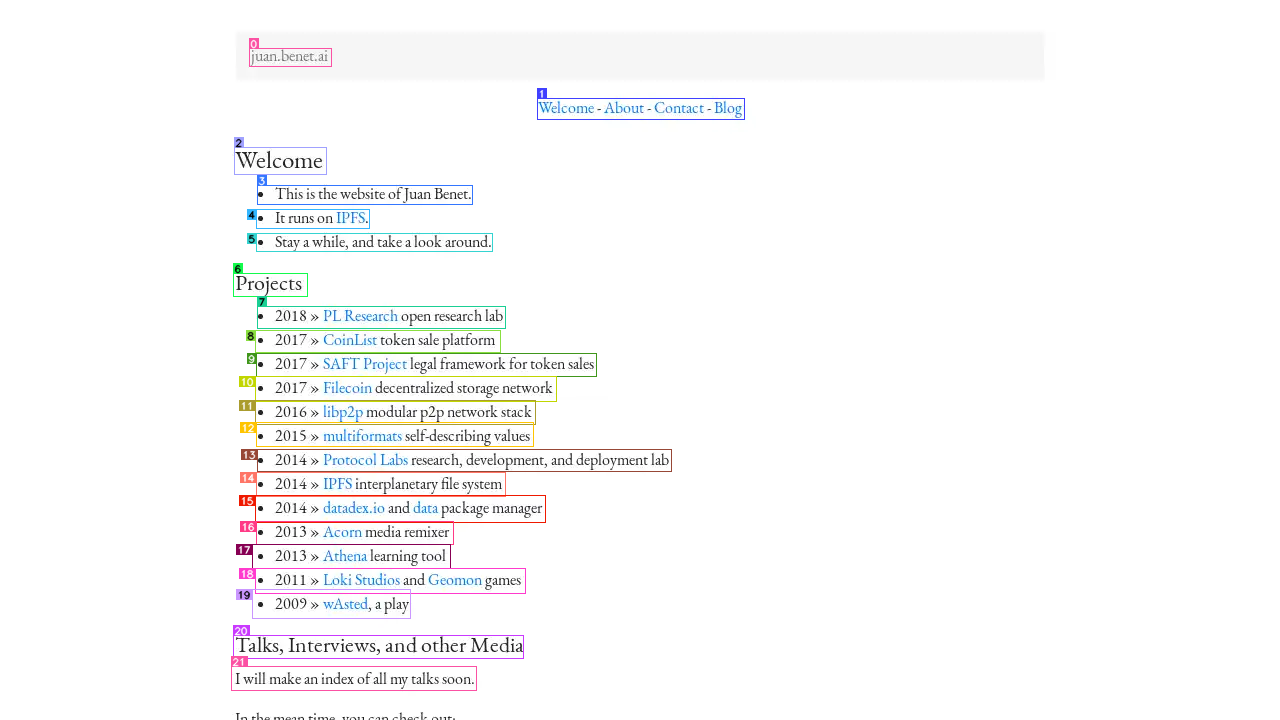 juan.benet.ai
Welcome - About - Contact - Blog
Welcome
• This is the website of Juan Benet.
• It runs on IPFS.
• Stay a while, and take a look around.
Projects
• 2018 » PL Research open research lab
• 2017 » CoinList token sale platform
• 2017 » SAFT Project legal framework for token sales
• 2017 » Filecoin decentralized storage network
• 2016 » libp2p modular p2p network stack
• 2015 » multiformats self-describing values
• 2014 » Protocol Labs research, development, and deployment lab
• 2014 » IPFS interplanetary file system
• 2014 » datadex.io and data package manager
• 2013 » Acorn media remixer
• 2013 » Athena learning tool
• 2011 » Loki Studios and Geomon games
• 2009 » wAsted, a play
Talks, Interviews, and other Media
I will make an index of all my talks soon.
In the mean time, you can check out:
0
1
2
3
4
5
6
7
8
9
10
11
12
13
14
15
16
17
18
19
20
21